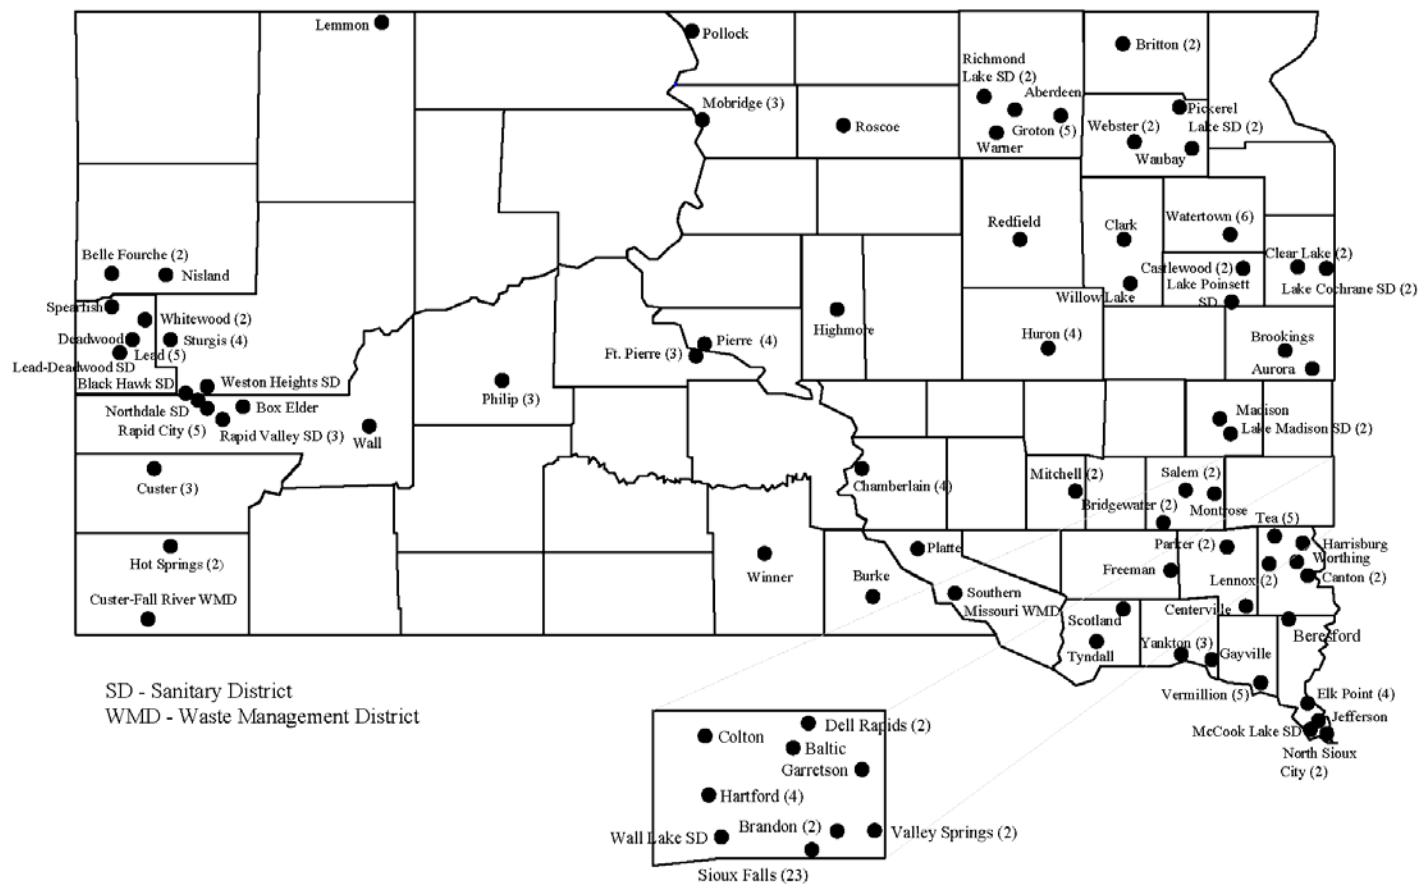 Lemmon
Pollock
Britton (2)
Richmond
Lake SD (2)
Aberdeen
Mobridge (3)
Roscoe
Groton (5)
Warner
Webster (2)
Pickerel
Lake SD (2)
Waubay
Redfield
Clark
Watertown (6)
Belle Fourche (2)
Nisland
Clear Lake (2)
Castlewood (2)
Lake Poinsett
SD
Lake Cochrane SD (2)
Willow Lake
Spearfish
Whitewood (2)
Deadwood
Sturgis (4)
Lead (5)
Lead-Deadwood SD
Highmore
Huron (4)
Brookings
Aurora
Pierre (4)
Ft. Pierre (3)
Black Hawk SD
Weston Heights SD
Northdale SD
Box Elder
Rapid City (5)
Rapid Valley SD (3)
Wall
Philip (3)
Madison
Lake Madison SD (2)
Custer (3)
Chamberlain (4)
Mitchell (2)
Salem (2)
Bridgewater (2)
Montrose
Tea (5)
Hot Springs (2)
Custer-Fall River WMD
Winner
Burke
Platte
Southern
Missouri WMD
Parker (2)
Freeman
Harrisburg
Worthing
Lennox (2)
Canton (2)
Centerville
Scotland
Tyndall
Yankton (3)
Gayville
Beresford
Vermillion (5)
Elk Point (4)
Jefferson
McCook Lake SD
North Sioux
City (2)
SD - Sanitary District
WMD - Waste Management District
Colton
Dell Rapids (2)
Baltic
Garretson
Hartford (4)
Wall Lake SD
Brandon (2)
Valley Springs (2)
Sioux Falls (23)